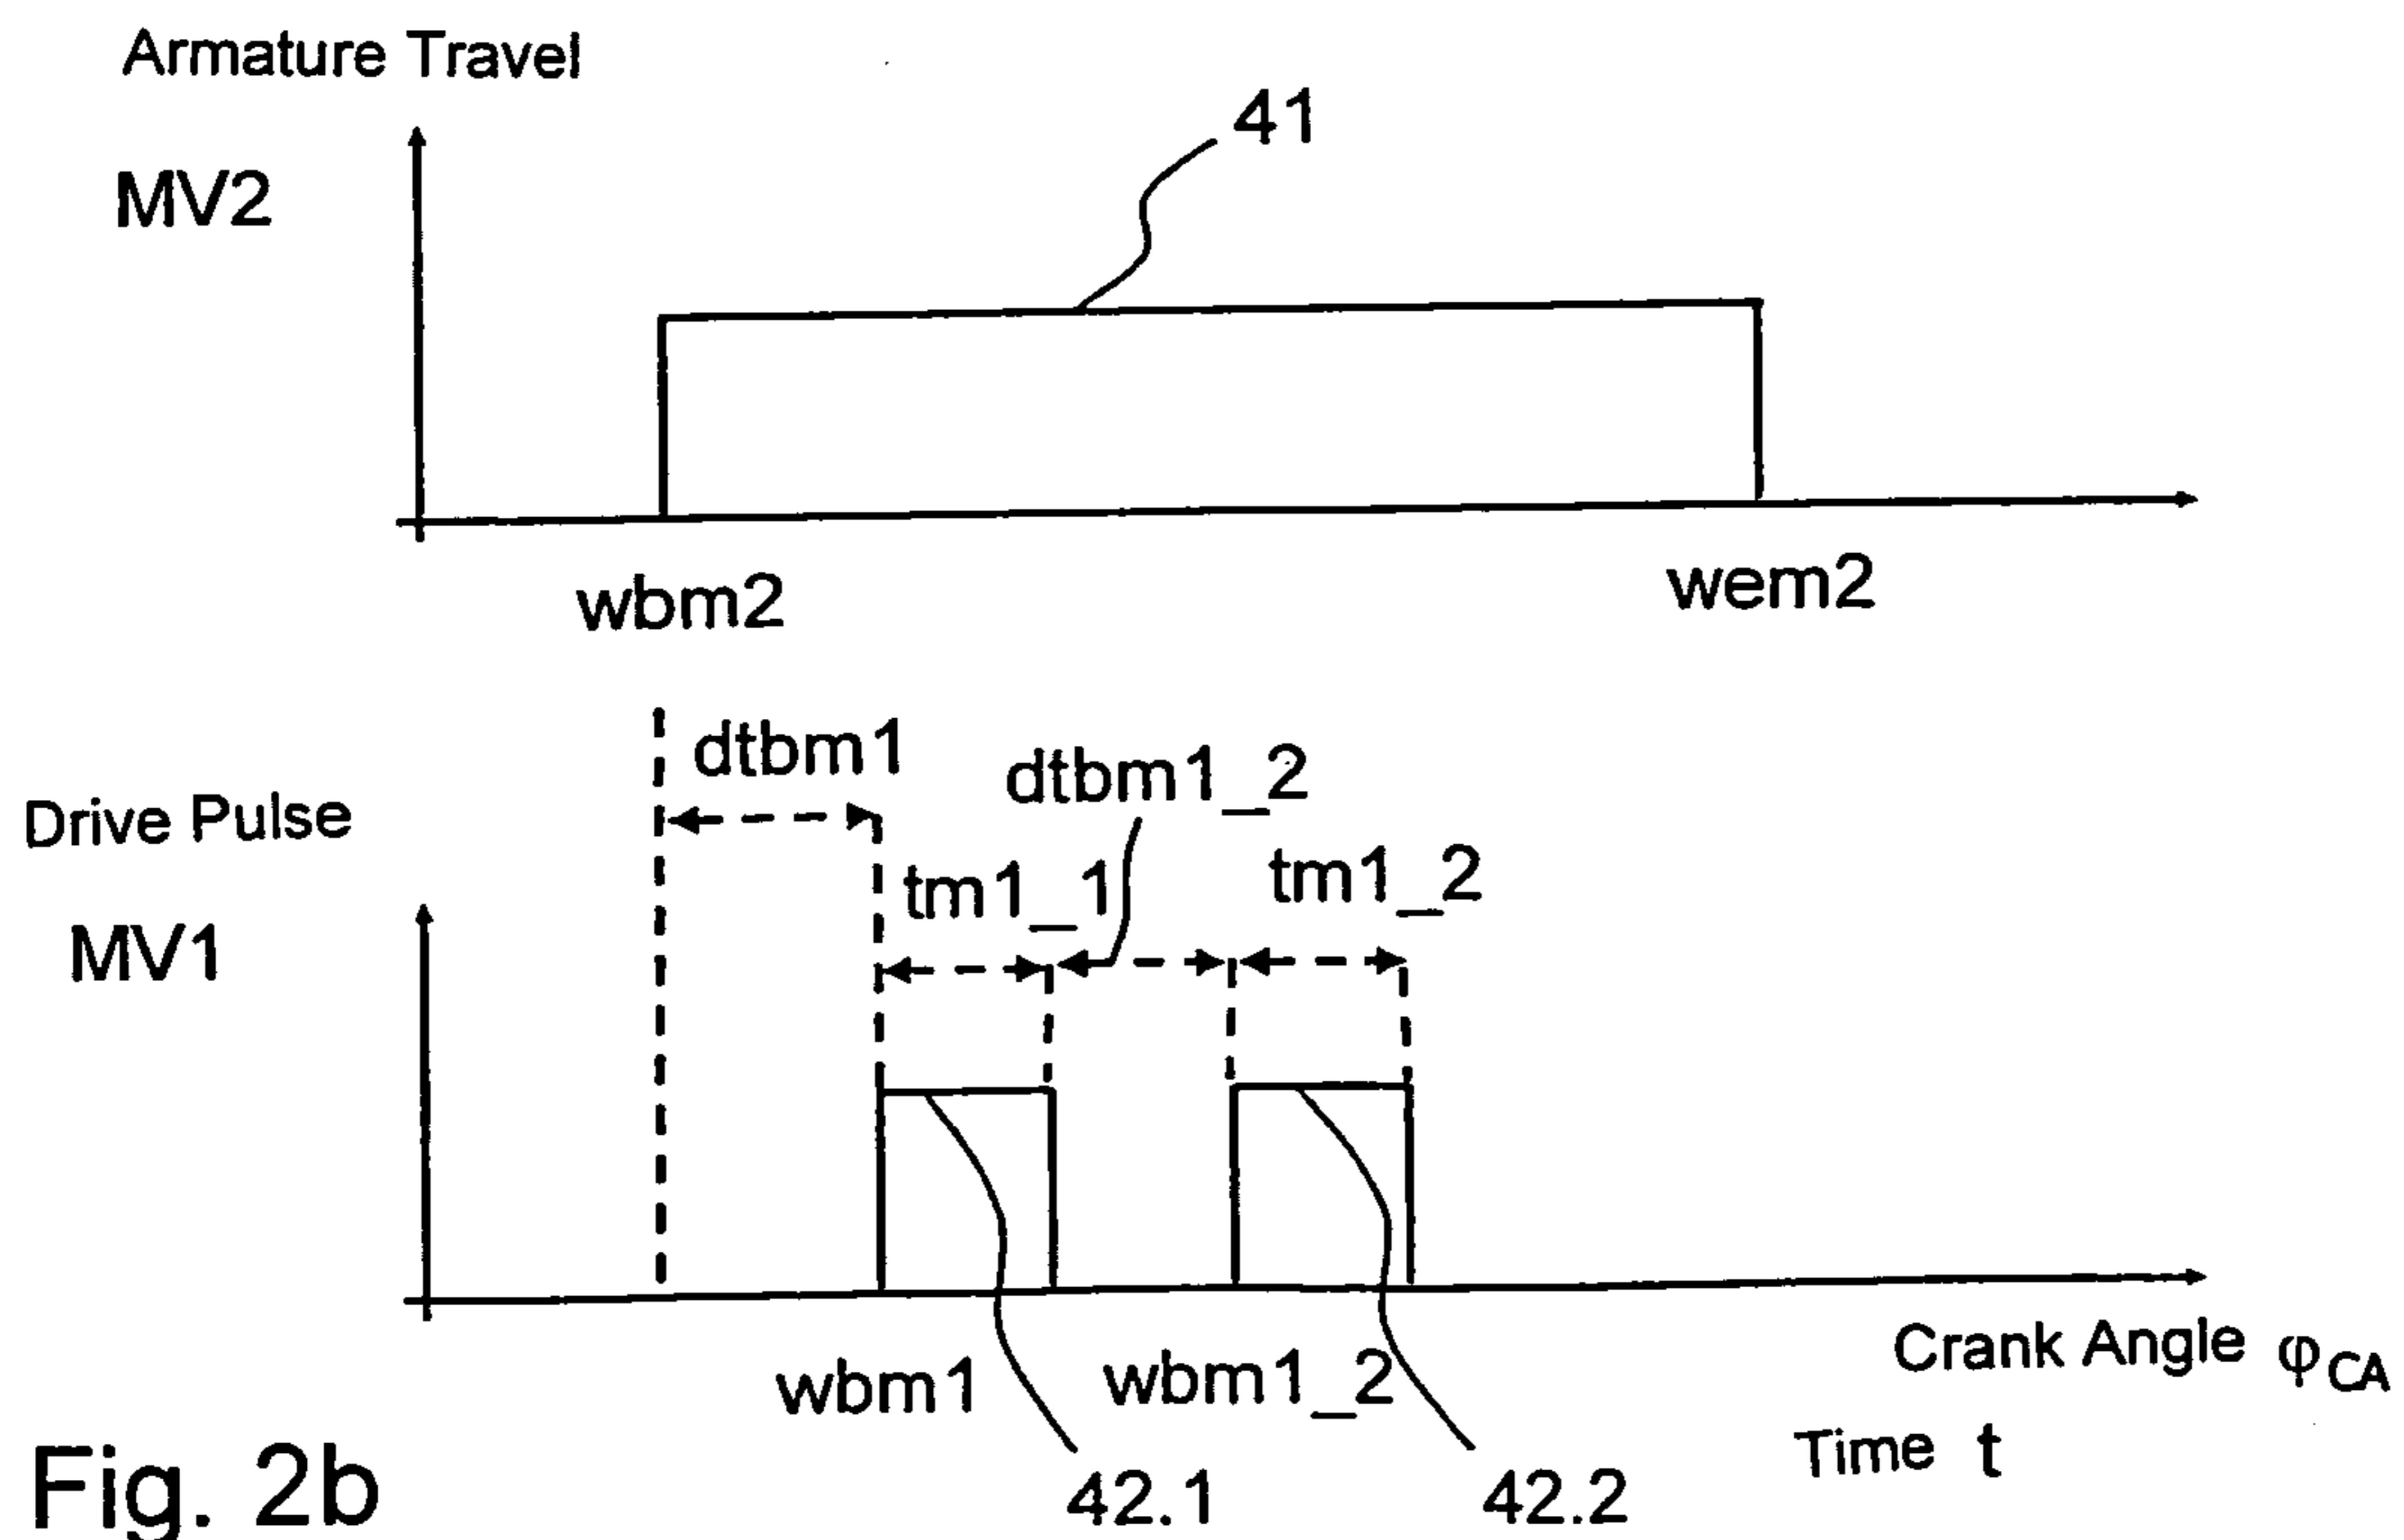 Armature Travel
41
MV2
wbm2
wem2
dtbm1
dtbm1_2
Drive Pulse
tm1_1
tm1_2
MV1
Crank Angle φCA
wbm1
wbm1_2
Time t
42.1
42.2
Fig. 2b